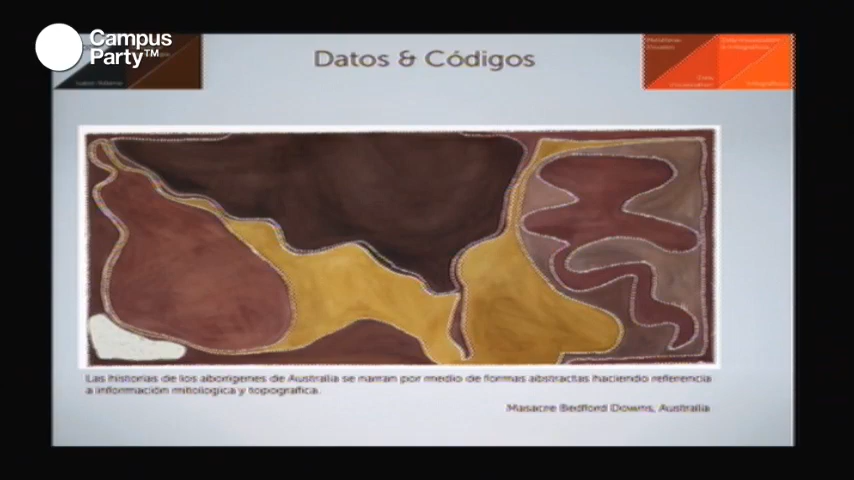 Campus
Party™
Datos & Códigos
Las historias de los aborígenes de Australia se narran por medio de formas abstractas haciendo referencia
a información mitológica y topográfica.
Masacre Bedford Downs, Australia